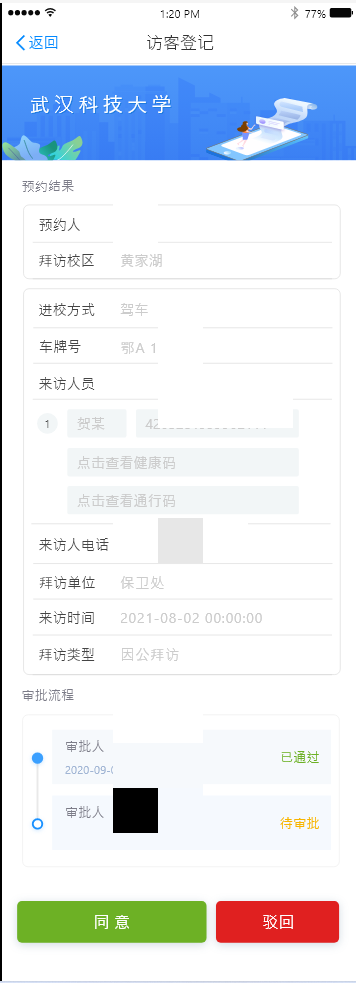 1:20 PM 77%
返回 访客登记
武汉科技大学
预约结果
预约人
拜访校区 黄家湖
进校方式 驾车
车牌号 鄂A 1
来访人员
1 贺某
点击查看健康码
点击查看通行码
来访人电话
拜访单位 保卫处
来访时间 2021-08-02 00:00:00
拜访类型 因公拜访
审批流程
审批人 已通过
2020-09-0
审批人 待审批
同意 驳回